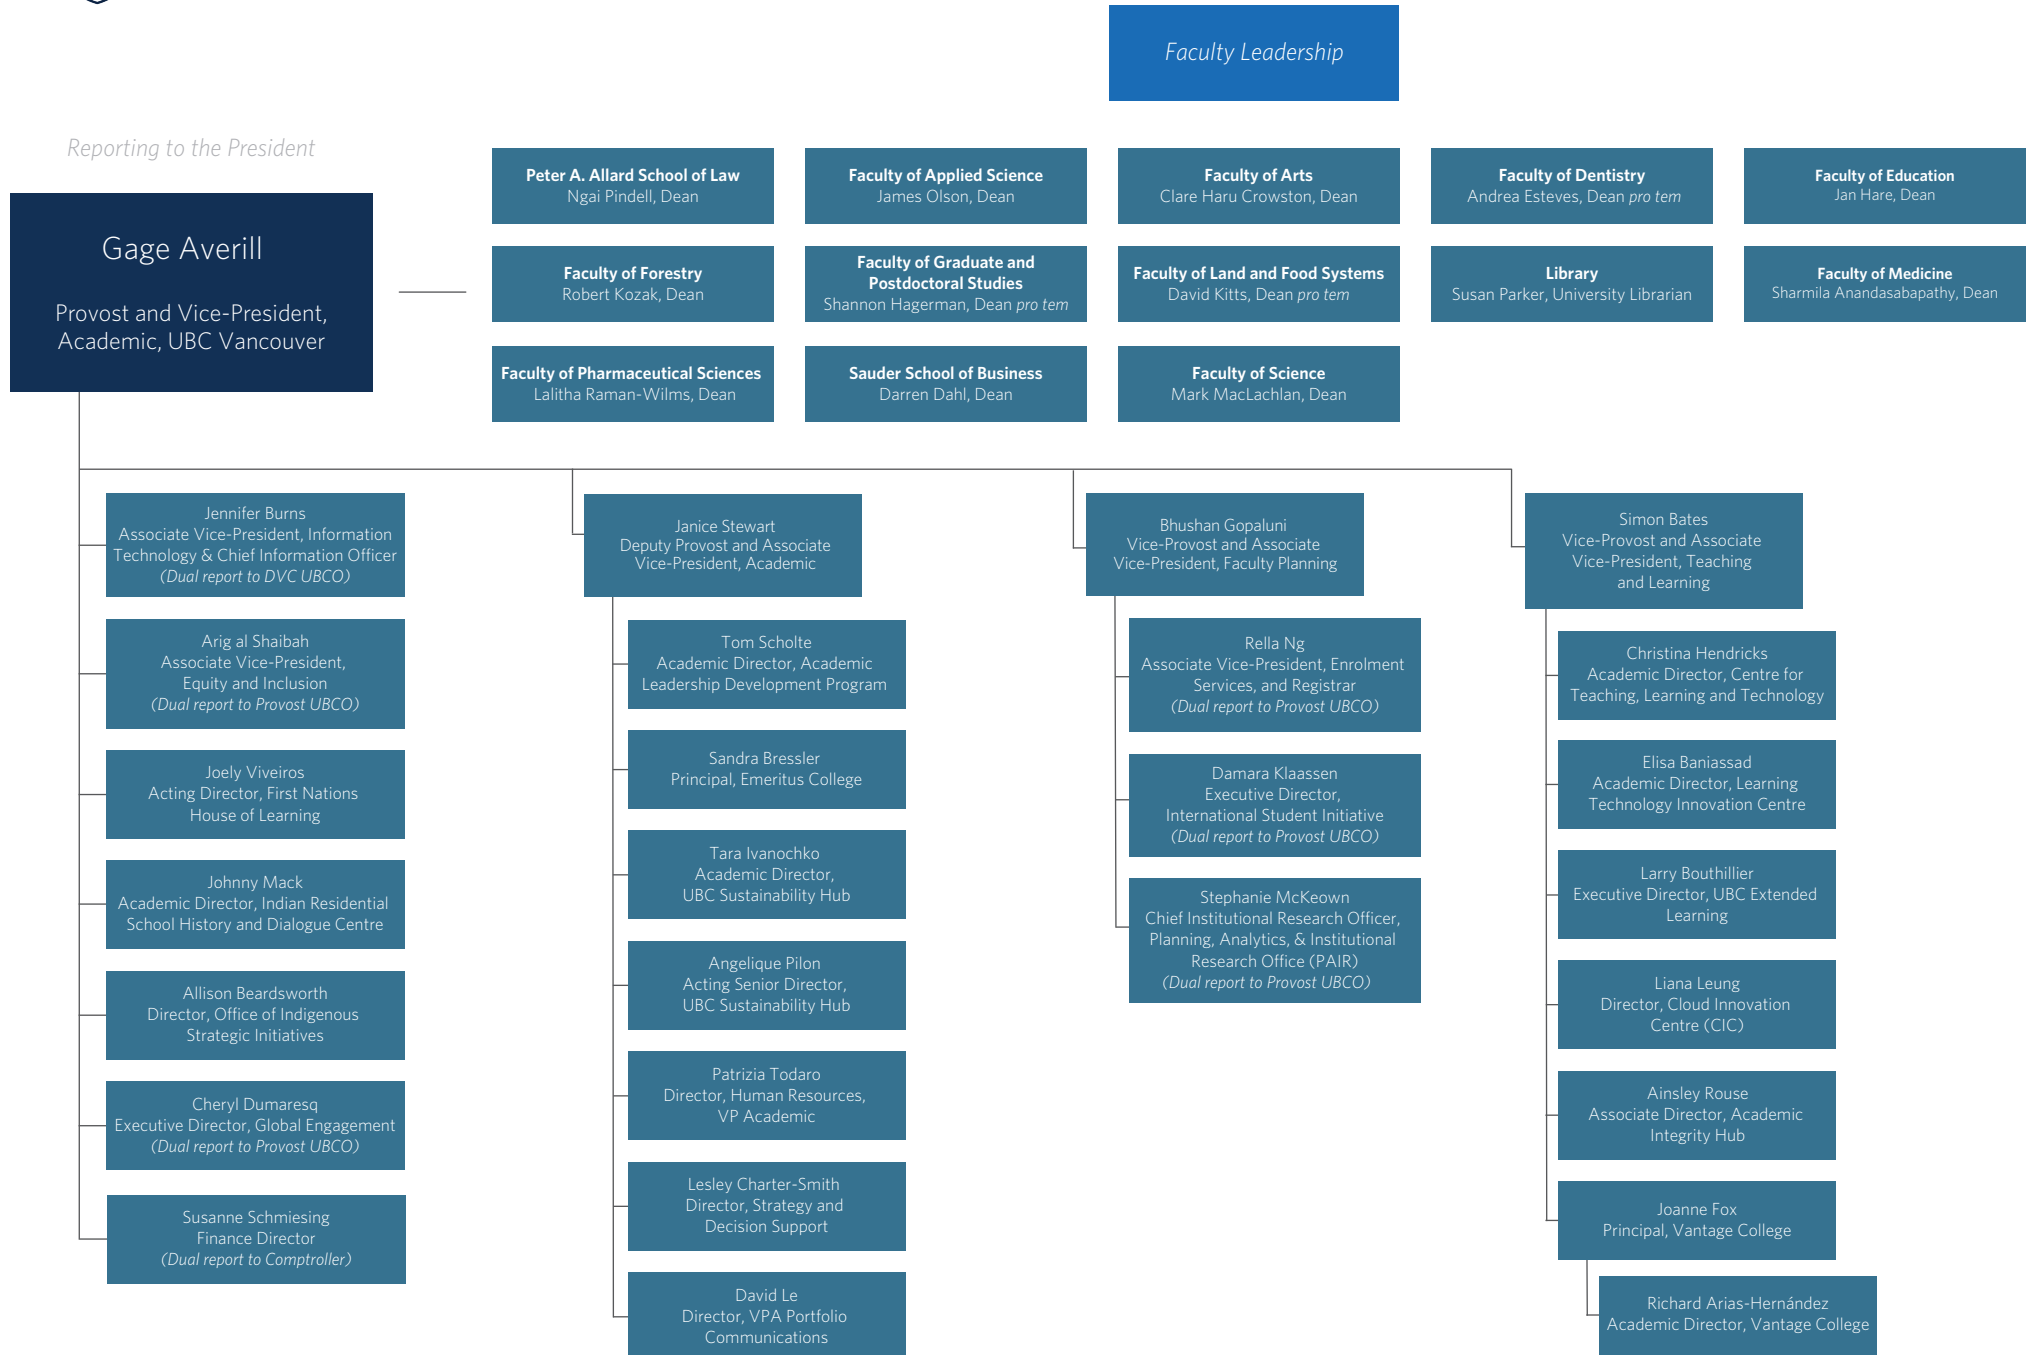 Faculty Leadership
Reporting to the President
Gage Averill
Provost and Vice-President,
Academic, UBC Vancouver
Peter A. Allard School of Law
Ngai Pindell, Dean
Faculty of Applied Science
James Olson, Dean
Faculty of Arts
Clare Haru Crowston, Dean
Faculty of Dentistry
Andrea Esteves, Dean pro tem
Faculty of Education
Jan Hare, Dean
Faculty of Forestry
Robert Kozak, Dean
Faculty of Graduate and
Postdoctoral Studies
Shannon Hagerman, Dean pro tem
Faculty of Land and Food Systems
David Kitts, Dean pro tem
Library
Susan Parker, University Librarian
Faculty of Medicine
Sharmila Anandasabapathy, Dean
Faculty of Pharmaceutical Sciences
Lalitha Raman-Wilms, Dean
Sauder School of Business
Darren Dahl, Dean
Faculty of Science
Mark MacLachlan, Dean
Jennifer Burns
Associate Vice-President, Information
Technology & Chief Information Officer
(Dual report to DVC UBCO)
Arig al Shaibah
Associate Vice-President,
Equity and Inclusion
(Dual report to Provost UBCO)
Joely Viveiros
Acting Director, First Nations
House of Learning
Johnny Mack
Academic Director, Indian Residential
School History and Dialogue Centre
Allison Beardsworth
Director, Office of Indigenous
Strategic Initiatives
Cheryl Dumaresq
Executive Director, Global Engagement
(Dual report to Provost UBCO)
Susanne Schmiesing
Finance Director
(Dual report to Comptroller)
Janice Stewart
Deputy Provost and Associate
Vice-President, Academic
Tom Scholte
Academic Director, Academic
Leadership Development Program
Sandra Bressler
Principal, Emeritus College
Tara Ivanochko
Academic Director,
UBC Sustainability Hub
Angelique Pilon
Acting Senior Director,
UBC Sustainability Hub
Patrizia Todaro
Director, Human Resources,
VP Academic
Lesley Charter-Smith
Director, Strategy and
Decision Support
David Le
Director, VPA Portfolio
Communications
Bhushan Gopaluni
Vice-Provost and Associate
Vice-President, Faculty Planning
Rella Ng
Associate Vice-President, Enrolment
Services, and Registrar
(Dual report to Provost UBCO)
Damara Klaassen
Executive Director,
International Student Initiative
(Dual report to Provost UBCO)
Stephanie McKeown
Chief Institutional Research Officer,
Planning, Analytics, & Institutional
Research Office (PAIR)
(Dual report to Provost UBCO)
Simon Bates
Vice-Provost and Associate
Vice-President, Teaching
and Learning
Christina Hendricks
Academic Director, Centre for
Teaching, Learning and Technology
Elisa Baniassad
Academic Director, Learning
Technology Innovation Centre
Larry Bouthillier
Executive Director, UBC Extended
Learning
Liana Leung
Director, Cloud Innovation
Centre (CIC)
Ainsley Rouse
Associate Director, Academic
Integrity Hub
Joanne Fox
Principal, Vantage College
Richard Arias-Hernández
Academic Director, Vantage College